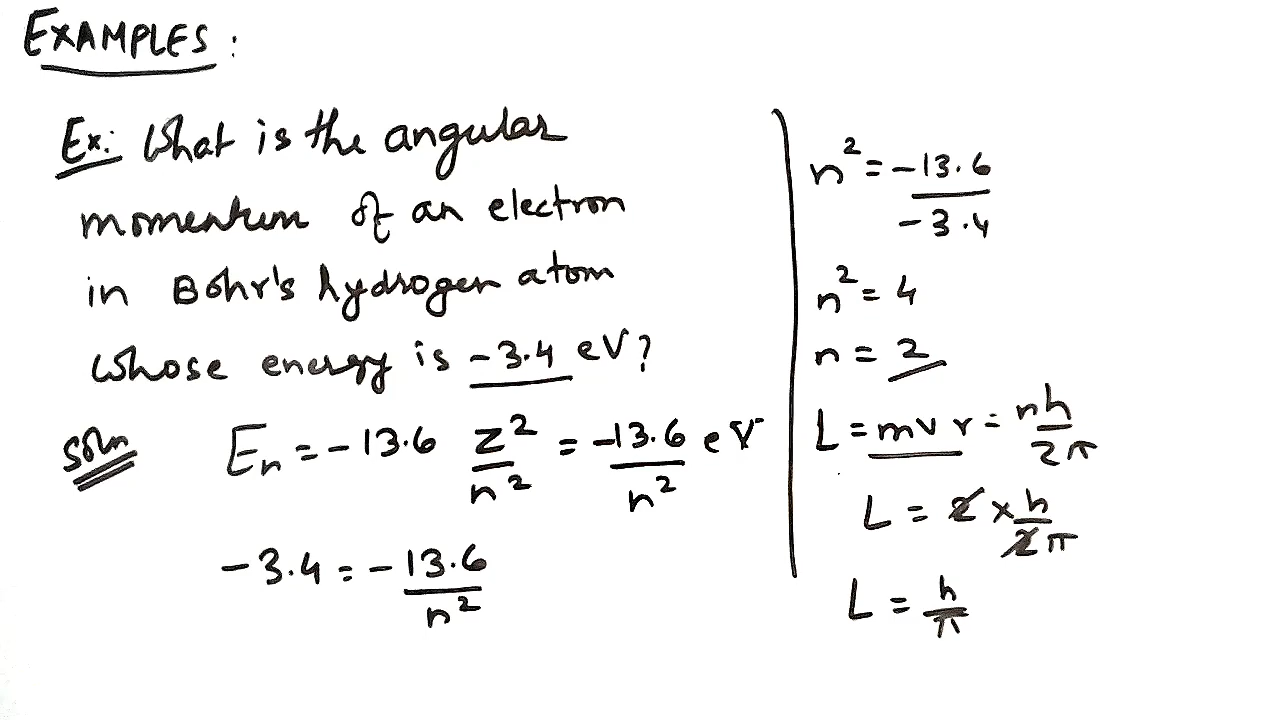 EXAMPLES:
Ex: What is the angular
momentum of an electron
in Bohr's hydrogen atom
whose energy is -3.4 eV?
Soln E_n = -13.6 Z²/n² = -13.6/n² eV
-3.4 = -13.6/n²
n² = -13.6/-3.4
n² = 4
n = 2
L = mvr = nh/2π
L = 2 × h/2π
L = h/π